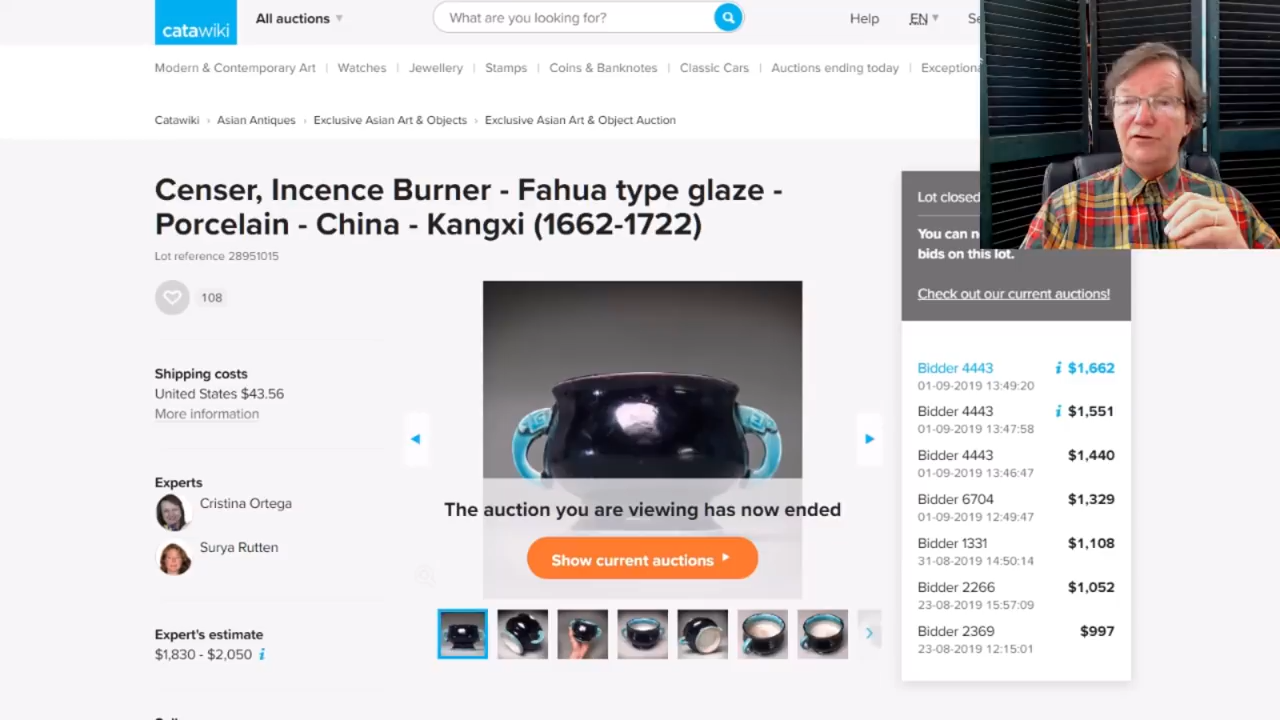 catawiki
All auctions
What are you looking for?
Help
EN
Modern & Contemporary Art
Watches
Jewellery
Stamps
Coins & Banknotes
Classic Cars
Auctions ending today
Catawiki › Asian Antiques › Exclusive Asian Art & Objects › Exclusive Asian Art & Object Auction
Censer, Incence Burner - Fahua type glaze -
Porcelain - China - Kangxi (1662-1722)
Lot reference 28951015
108
Shipping costs
United States $43.56
More information
Experts
Cristina Ortega
Surya Rutten
Expert's estimate
$1,830 - $2,050 i
The auction you are viewing has now ended
Show current auctions
Lot closed
You can
bids on this lot.
Check out our current auctions!
Bidder 4443 i $1,662
01-09-2019 13:49:20
Bidder 4443 i $1,551
01-09-2019 13:47:58
Bidder 4443 $1,440
01-09-2019 13:46:47
Bidder 6704 $1,329
01-09-2019 12:49:47
Bidder 1331 $1,108
31-08-2019 14:50:14
Bidder 2266 $1,052
23-08-2019 15:57:09
Bidder 2369 $997
23-08-2019 12:15:01